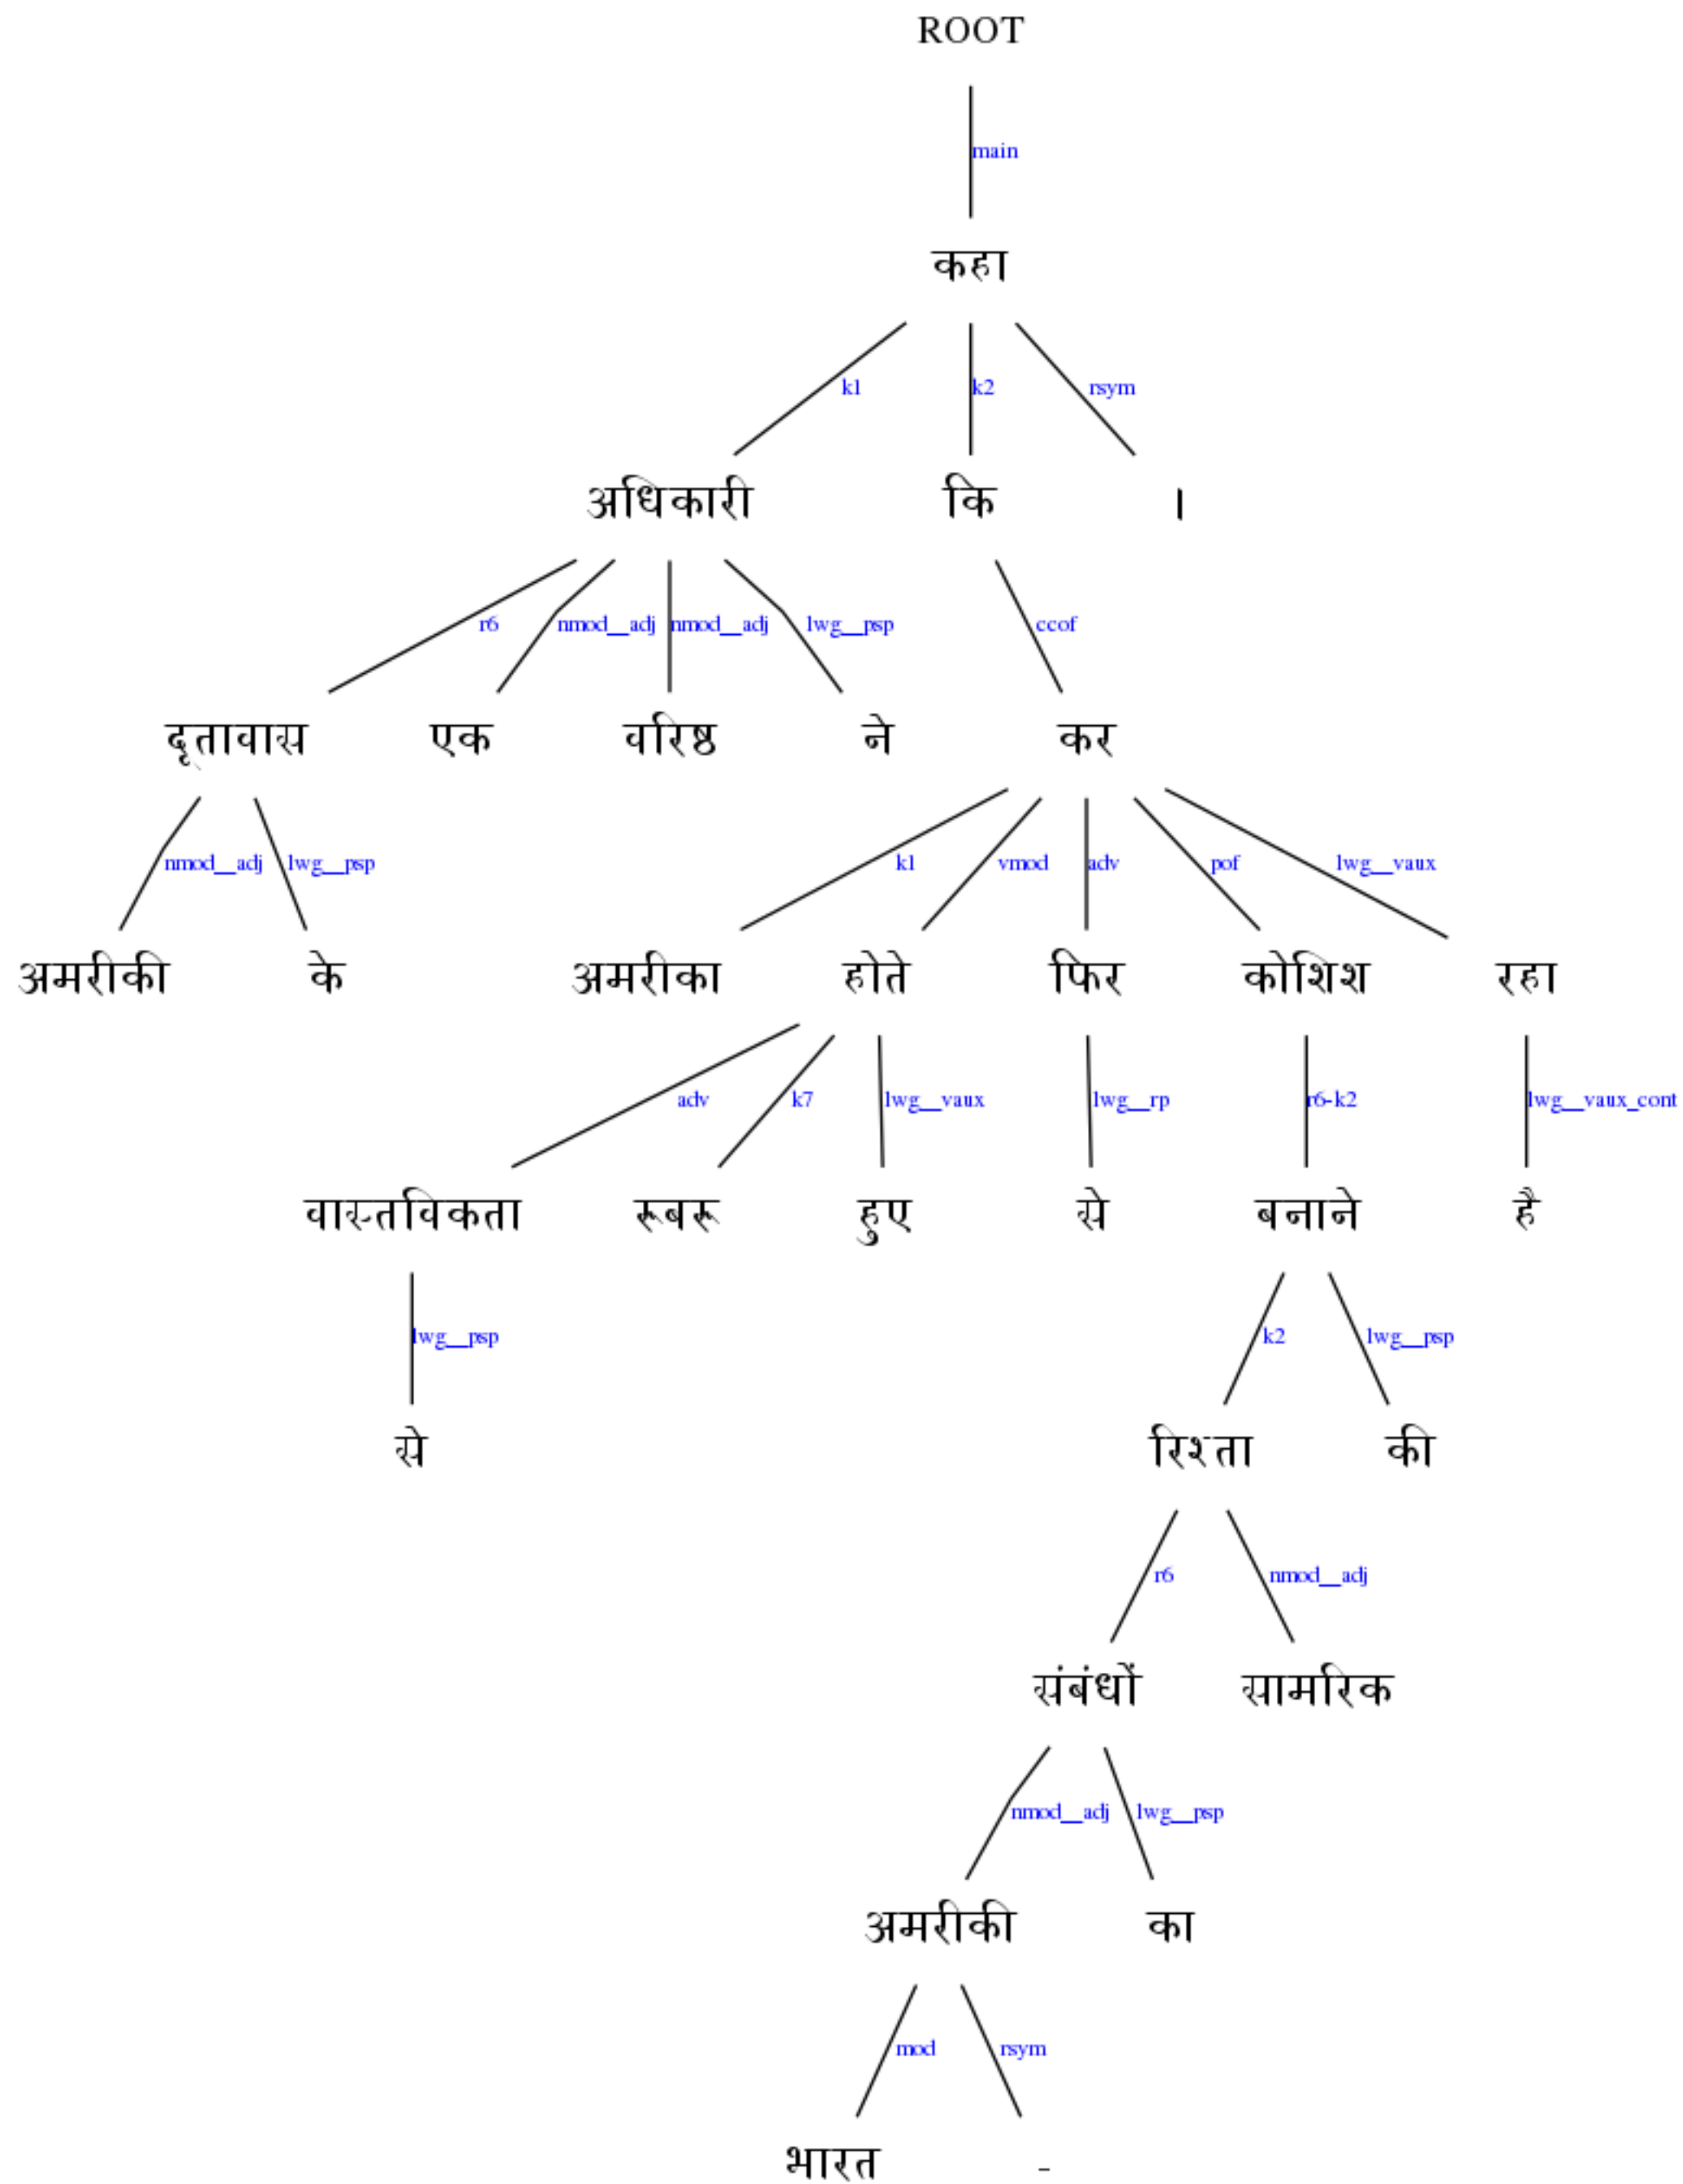 ROOT
main
कहा
k1 k2 rsym
अधिकारी कि ।
r6 nmod__adj nmod__adj lwg__psp ccof
दूतावास एक वरिष्ठ ने कर
nmod__adj lwg__psp k1 vmod adv pof lwg__vaux
अमरीकी के अमरीका होते फिर कोशिश रहा
adv k7 lwg__vaux lwg__rp r6-k2 lwg__vaux_cont
वास्तविकता रूबरू हुए से बनाने है
lwg__psp k2 lwg__psp
से रिश्ता की
r6 nmod__adj
संबंधों सामरिक
nmod__adj lwg__psp
अमरीकी का
mod rsym
भारत -